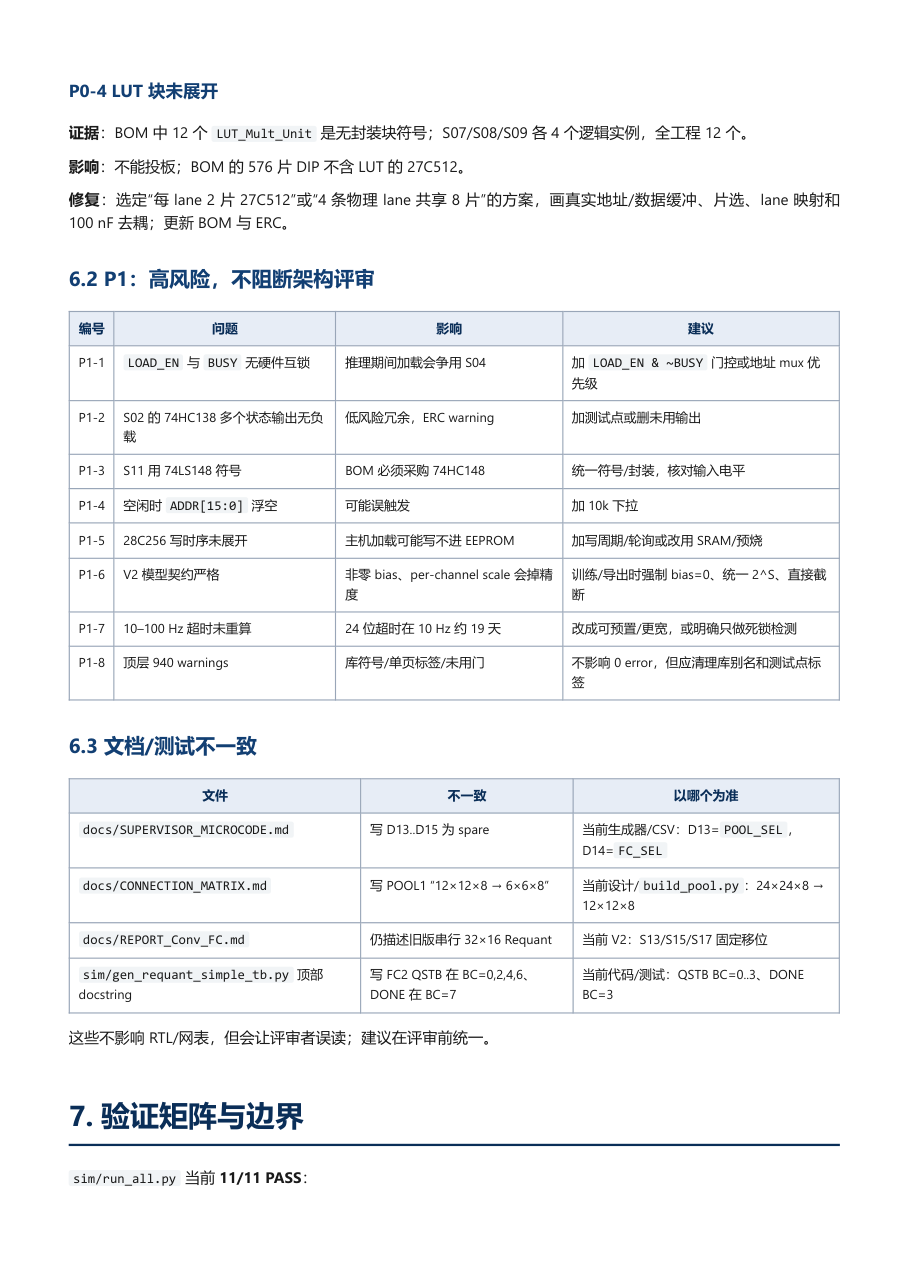 P0-4 LUT 块未展开
证据：BOM 中 12 个 LUT_Mult_Unit 是无封装块符号；S07/S08/S09 各 4 个逻辑实例，全工程 12 个。
影响：不能投板；BOM 的 576 片 DIP 不含 LUT 的 27C512。
修复：选定“每 lane 2 片 27C512”或“4 条物理 lane 共享 8 片”的方案，画真实地址/数据缓冲、片选、lane 映射和
100 nF 去耦；更新 BOM 与 ERC。
6.2 P1：高风险，不阻断架构评审
编号 问题 影响 建议
P1-1 LOAD_EN 与 BUSY 无硬件互锁 推理期间加载会争用 S04 加 LOAD_EN & ~BUSY 门控或地址 mux 优
先级
P1-2 S02 的 74HC138 多个状态输出无负 低风险冗余，ERC warning 加测试点或删未用输出
载
P1-3 S11 用 74LS148 符号 BOM 必须采购 74HC148 统一符号/封装，核对输入电平
P1-4 空闲时 ADDR[15:0] 浮空 可能误触发 加 10k 下拉
P1-5 28C256 写时序未展开 主机加载可能写不进 EEPROM 加写周期/轮询或改用 SRAM/预烧
P1-6 V2 模型契约严格 非零 bias、per-channel scale 会掉精 训练/导出时强制 bias=0、统一 2^S、直接截
度 断
P1-7 10–100 Hz 超时未重算 24 位超时在 10 Hz 约 19 天 改成可预置/更宽，或明确只做死锁检测
P1-8 顶层 940 warnings 库符号/单页标签/未用门 不影响 0 error，但应清理库别名和测试点标
签
6.3 文档/测试不一致
文件 不一致 以哪个为准
docs/SUPERVISOR_MICROCODE.md 写 D13..D15 为 spare 当前生成器/CSV：D13= POOL_SEL ，
D14= FC_SEL
docs/CONNECTION_MATRIX.md 写 POOL1 “12×12×8 → 6×6×8” 当前设计/ build_pool.py ：24×24×8 →
12×12×8
docs/REPORT_Conv_FC.md 仍描述旧版串行 32×16 Requant 当前 V2：S13/S15/S17 固定移位
sim/gen_requant_simple_tb.py 顶部 写 FC2 QSTB 在 BC=0,2,4,6、 当前代码/测试：QSTB BC=0..3、DONE
docstring DONE 在 BC=7 BC=3
这些不影响 RTL/网表，但会让评审者误读；建议在评审前统一。
7. 验证矩阵与边界
sim/run_all.py 当前 11/11 PASS：